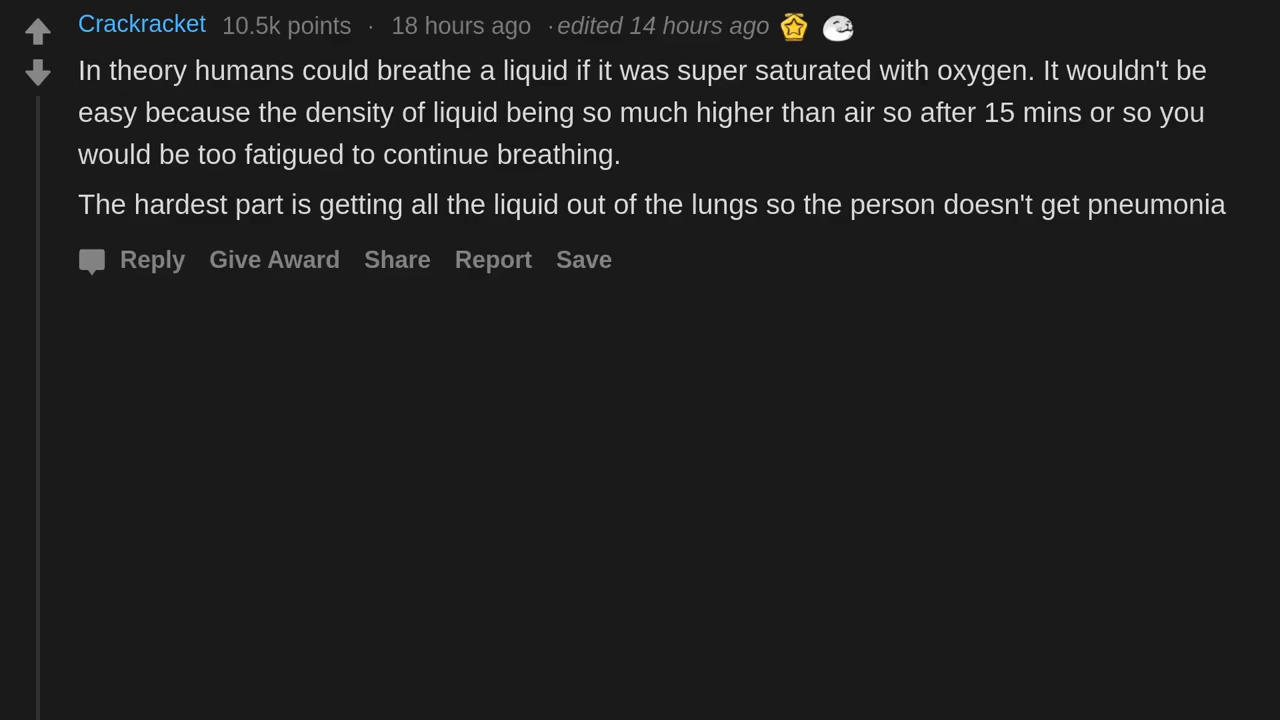 Crackracket 10.5k points · 18 hours ago · edited 14 hours ago
In theory humans could breathe a liquid if it was super saturated with oxygen. It wouldn't be
easy because the density of liquid being so much higher than air so after 15 mins or so you
would be too fatigued to continue breathing.
The hardest part is getting all the liquid out of the lungs so the person doesn't get pneumonia
Reply Give Award Share Report Save